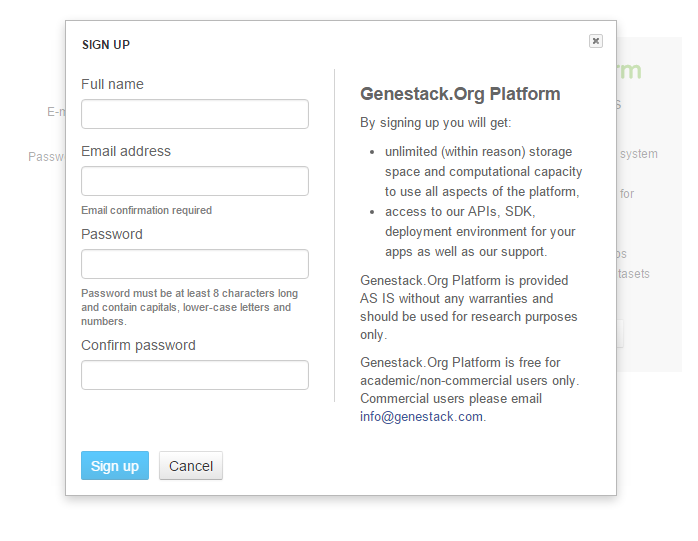 SIGN UP
Full name
Email address
Email confirmation required
Password
Password must be at least 8 characters long
and contain capitals, lower-case letters and
numbers.
Confirm password
Sign up
Cancel
Genestack.Org Platform
By signing up you will get:
• unlimited (within reason) storage
space and computational capacity
to use all aspects of the platform,
• access to our APIs, SDK,
deployment environment for your
apps as well as our support.
Genestack.Org Platform is provided
AS IS without any warranties and
should be used for research purposes
only.
Genestack.Org Platform is free for
academic/non-commercial users only.
Commercial users please email
info@genestack.com.
E-m
Passw
rm
S
system
for
os
tasets